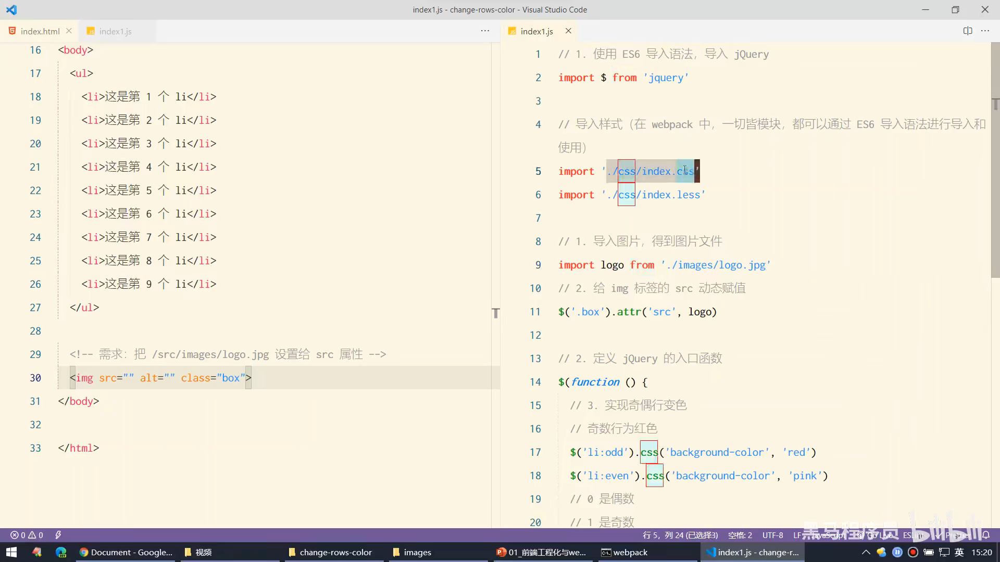 index1.js - change-rows-color - Visual Studio Code
index.html
index1.js
16 <body>
17 <ul>
18 <li>这是第 1 个 li</li>
19 <li>这是第 2 个 li</li>
20 <li>这是第 3 个 li</li>
21 <li>这是第 4 个 li</li>
22 <li>这是第 5 个 li</li>
23 <li>这是第 6 个 li</li>
24 <li>这是第 7 个 li</li>
25 <li>这是第 8 个 li</li>
26 <li>这是第 9 个 li</li>
27 </ul>
28
29 <!-- 需求：把 /src/images/logo.jpg 设置给 src 属性 -->
30 <img src="" alt="" class="box">
31 </body>
32
33 </html>
index1.js
1 // 1. 使用 ES6 导入语法，导入 jQuery
2 import $ from 'jquery'
3
4 // 导入样式（在 webpack 中，一切皆模块，都可以通过 ES6 导入语法进行导入和
使用）
5 import './css/index.css'
6 import './css/index.less'
7
8 // 1. 导入图片，得到图片文件
9 import logo from './images/logo.jpg'
10 // 2. 给 img 标签的 src 动态赋值
11 $('.box').attr('src', logo)
12
13 // 2. 定义 jQuery 的入口函数
14 $(function () {
15 // 3. 实现奇偶行变色
16 // 奇数行为红色
17 $('li:odd').css('background-color', 'red')
18 $('li:even').css('background-color', 'pink')
19 // 0 是偶数
20 // 1 是奇数
黑马程序员 bilibili
0 0 行 5，列 24 (已选择3) 空格: 2 UTF-8 LF JavaScript Go Live ESLint Prettier
Document - Google... 视频 change-rows-color images 01_前端工程化与we... webpack index1.js - change-r... 英 15:20